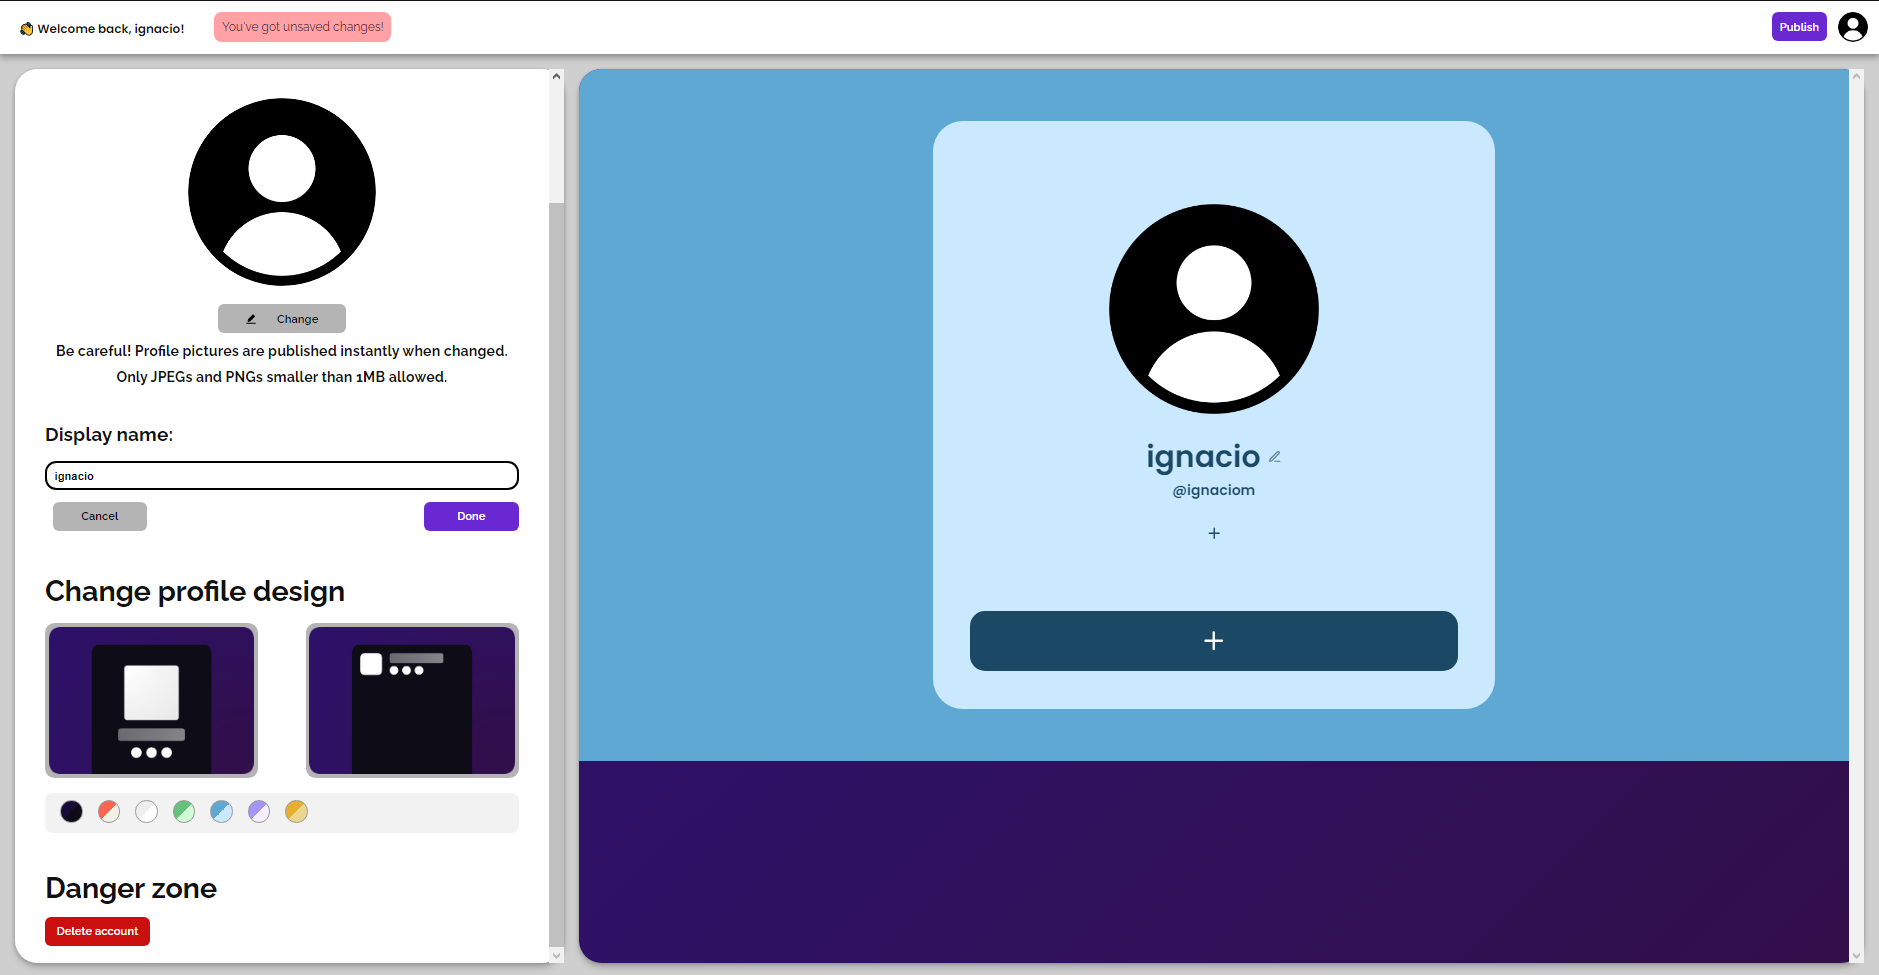 👋 Welcome back, ignacio!
You've got unsaved changes!
Publish
Change
Be careful! Profile pictures are published instantly when changed.
Only JPEGs and PNGs smaller than 1MB allowed.
Display name:
ignacio
Cancel
Done
Change profile design
Danger zone
Delete account
ignacio
@ignaciom
+
+